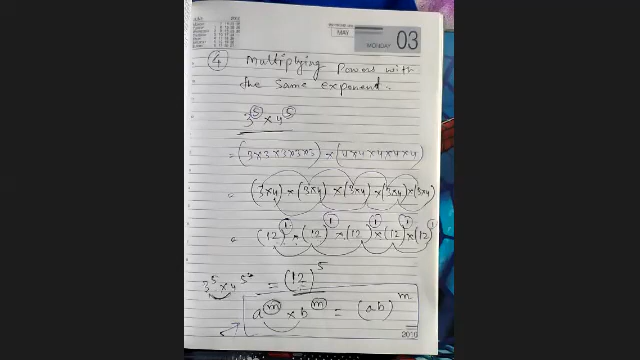 MAY
MONDAY 03
④ Multiplying Powers with
the same exponent.
3⁵ × 4⁵
= (3×3×3×3×3) × (4×4×4×4×4)
= (3×4) × (3×4) × (3×4) × (3×4) × (3×4)
= (12)¹ × (12)¹ × (12)¹ × (12)¹ × (12)¹
3⁵ × 4⁵ = (12)⁵
aᵐ × bᵐ = (ab)ᵐ
2010